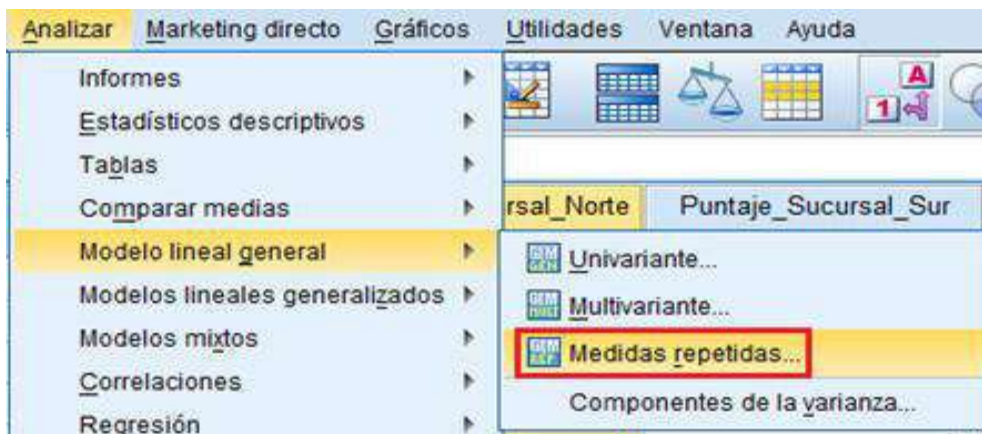 Analizar Marketing directo Gráficos Utilidades Ventana Ayuda
Informes
Estadísticos descriptivos
Tablas
Comparar medias
Modelo lineal general
Modelos lineales generalizados
Modelos mixtos
Correlaciones
Regresión
A
1
rsal_Norte Puntaje_Sucursal_Sur
Univariante...
Multivariante...
Medidas repetidas...
Componentes de la varianza...